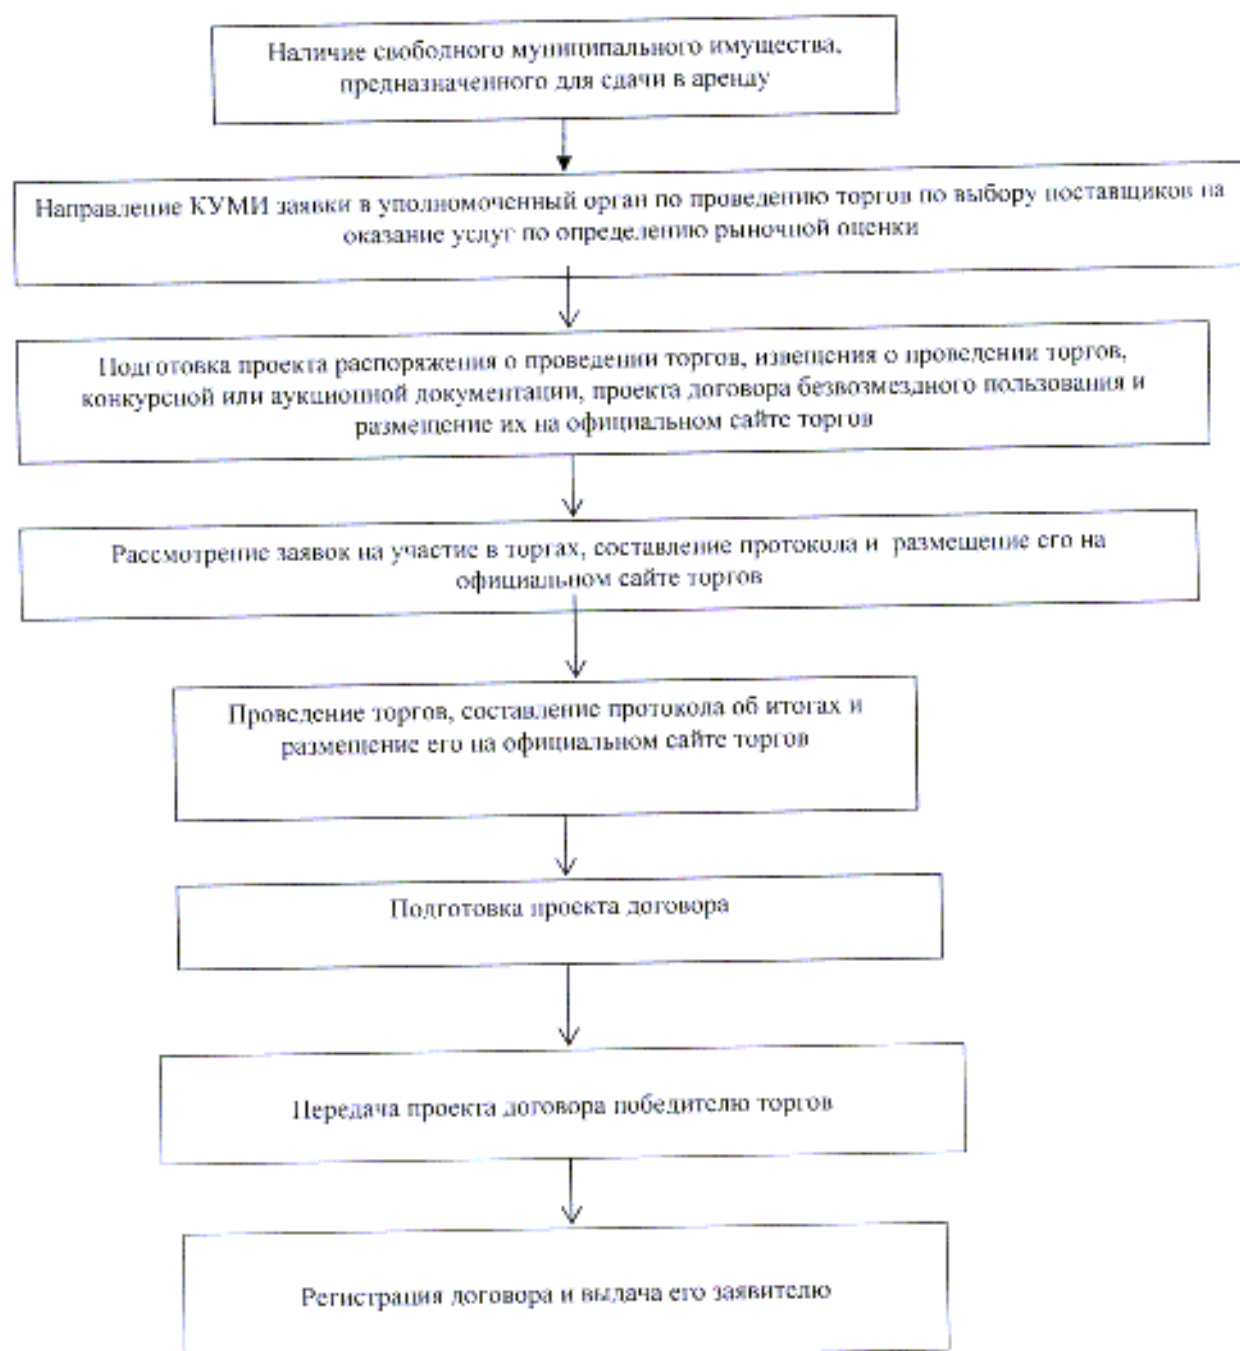 Наличие свободного муниципального имущества,
предназначенного для сдачи в аренду
Направление КУМИ заявки в уполномоченный орган по проведению торгов по выбору поставщиков на
оказание услуг по определению рыночной оценки
Подготовка проекта распоряжения о проведении торгов, извещения о проведении торгов,
конкурсной или аукционной документации, проекта договора безвозмездного пользования и
размещение их на официальном сайте торгов
Рассмотрение заявок на участие в торгах, составление протокола и размещение его на
официальном сайте торгов
Проведение торгов, составление протокола об итогах и
размещение его на официальном сайте торгов
Подготовка проекта договора
Передача проекта договора победителю торгов
Регистрация договора и выдача его заявителю